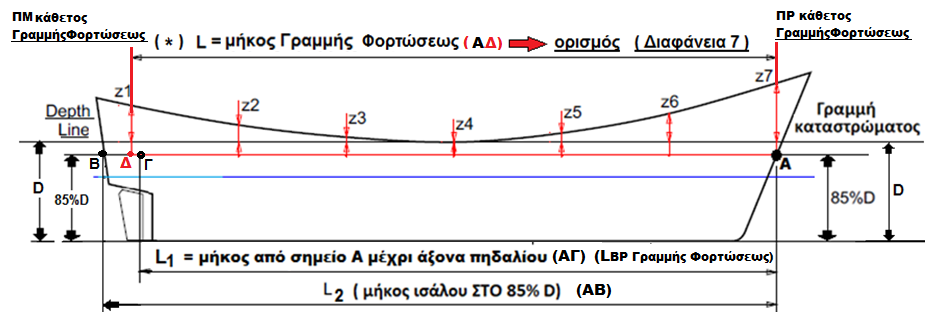 ΠΜ κάθετος
ΓραμμήςΦορτώσεως
( * ) L = μήκος Γραμμής Φορτώσεως ( ΑΔ ) ορισμός ( Διαφάνεια 7 )
ΠΡ κάθετος
ΓραμμήςΦορτώσεως
z1
z2
z3
z4
z5
z6
z7
Depth
Line
Γραμμή
καταστρώματος
B
Δ
Γ
A
D
85%D
85%D
D
L1 = μήκος από σημείο Α μέχρι άξονα πηδαλίου (ΑΓ) (LBP Γραμμής Φορτώσεως)
L2 ( μήκος ισάλου ΣΤΟ 85% D) (ΑΒ)